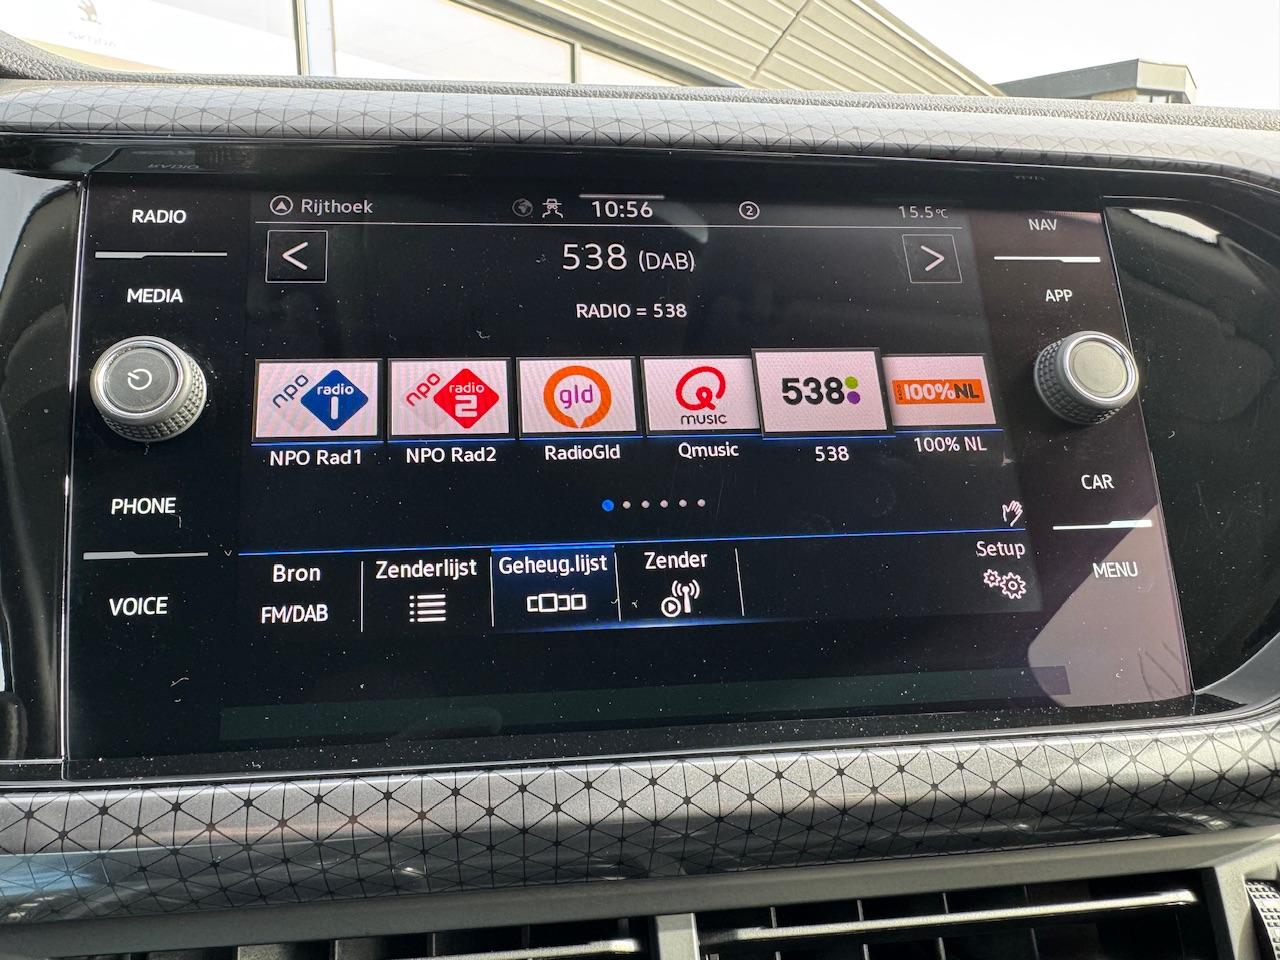 ŠKODA
RADIO
MEDIA
PHONE
VOICE
Rijthoek
10:56
2
15.5°C
538 (DAB)
RADIO = 538
npo radio 1
npo radio 2
gld
Q MUSIC
538
100%NL
NPO Rad1
NPO Rad2
RadioGld
Qmusic
538
100% NL
Bron
FM/DAB
Zenderlijst
Geheug.lijst
Zender
Setup
NAV
APP
CAR
MENU